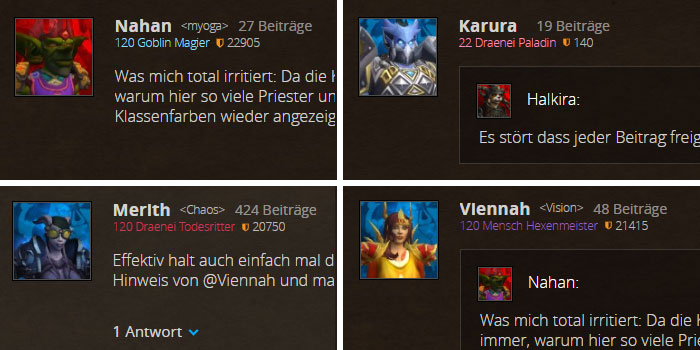 Nahan <myoga> 27 Beiträge
120 Goblin Magier 22905
Was mich total irritiert: Da die
warum hier so viele Priester un
Klassenfarben wieder angezeig
Karura 19 Beiträge
22 Draenei Paladin 140
Halkira:
Es stört dass jeder Beitrag freig
Merith <Chaos> 424 Beiträge
120 Draenei Todesritter 20750
Effektiv halt auch einfach mal d
Hinweis von @Viennah und ma
1 Antwort
Viennah <Vision> 48 Beiträge
120 Mensch Hexenmeister 21415
Nahan:
Was mich total irritiert: Da die
immer, warum hier so viele Prie